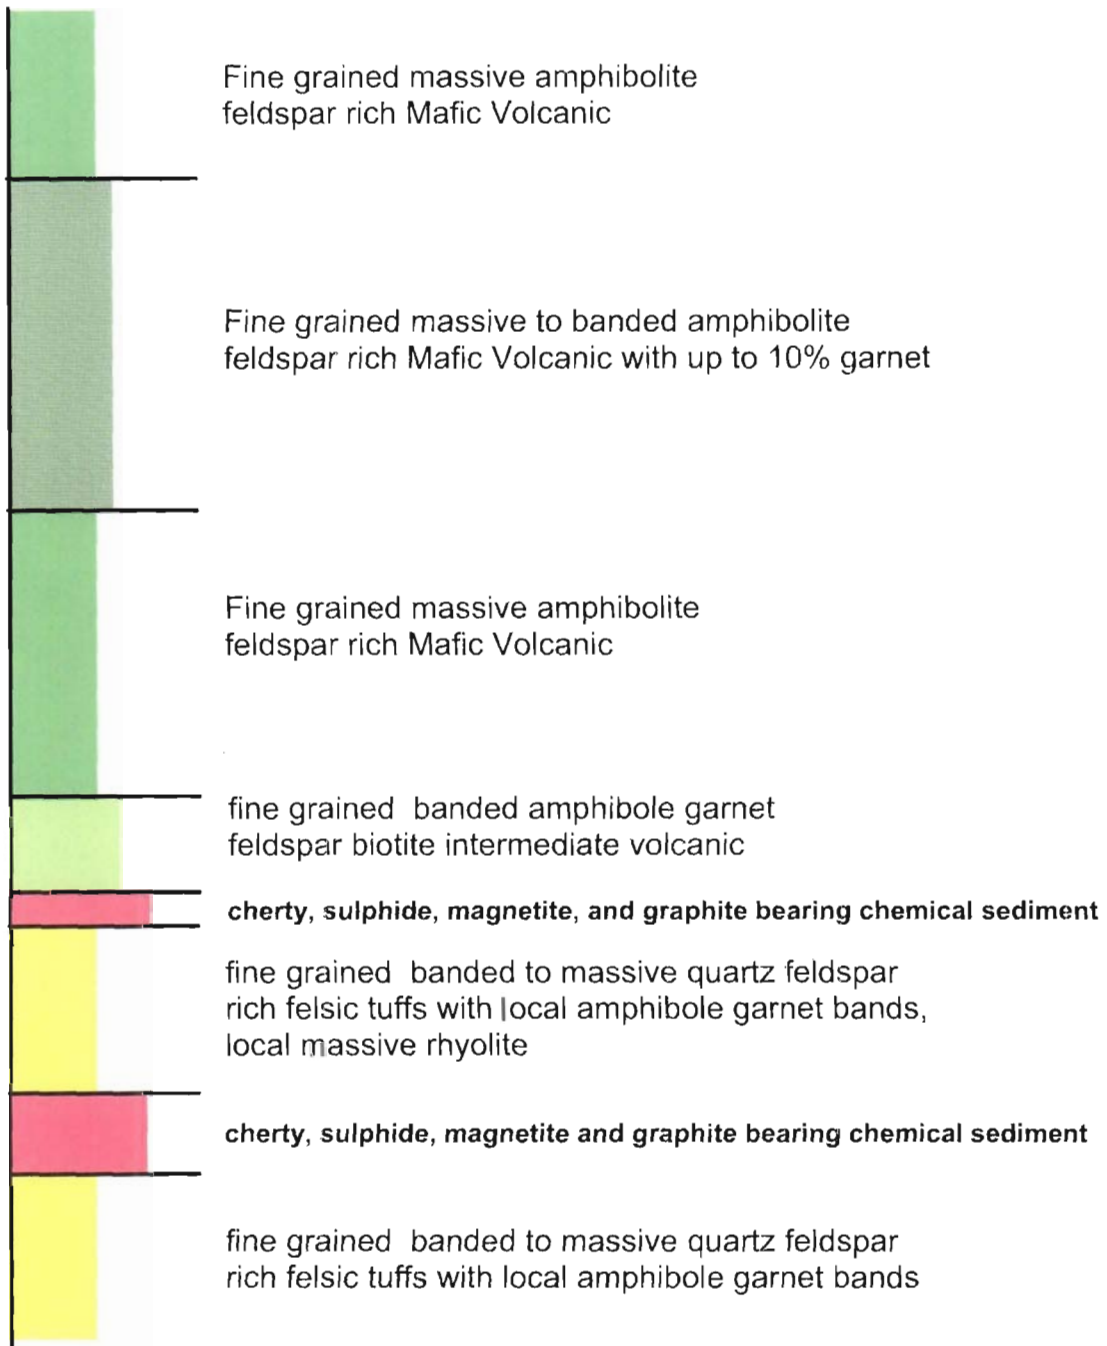 Fine grained massive amphibolite
feldspar rich Mafic Volcanic
Fine grained massive to banded amphibolite
feldspar rich Mafic Volcanic with up to 10% garnet
Fine grained massive amphibolite
feldspar rich Mafic Volcanic
fine grained banded amphibole garnet
feldspar biotite intermediate volcanic
cherty, sulphide, magnetite, and graphite bearing chemical sediment
fine grained banded to massive quartz feldspar
rich felsic tuffs with local amphibole garnet bands,
local massive rhyolite
cherty, sulphide, magnetite and graphite bearing chemical sediment
fine grained banded to massive quartz feldspar
rich felsic tuffs with local amphibole garnet bands